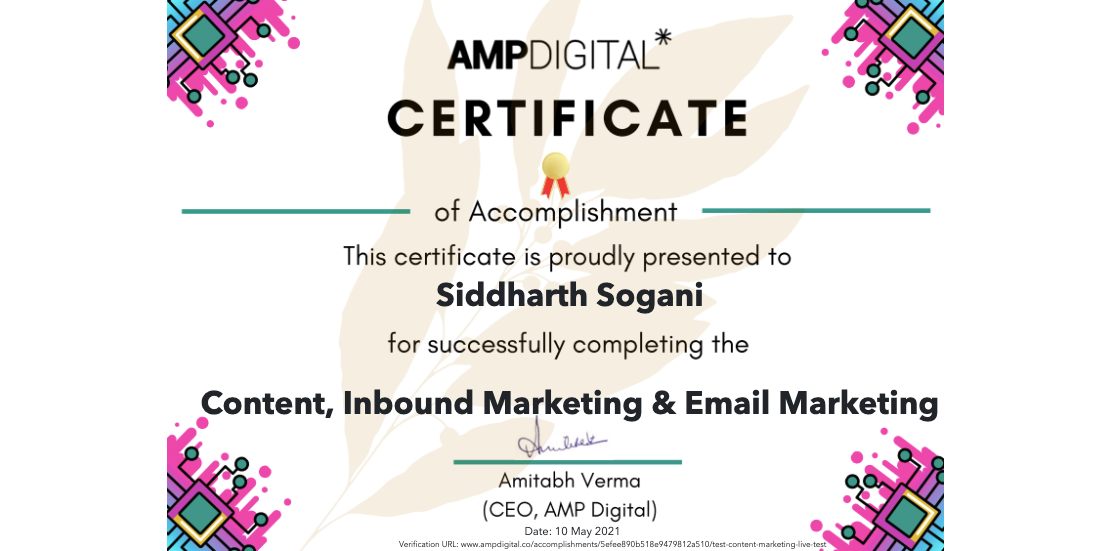 AMPDIGITAL*
CERTIFICATE
of Accomplishment
This certificate is proudly presented to
Siddharth Sogani
for successfully completing the
Content, Inbound Marketing & Email Marketing
Amitabh Verma
(CEO, AMP Digital)
Date: 10 May 2021
Verification URL: www.ampdigital.co/accomplishments/5efee890b518e9479812a510/test-content-marketing-live-test